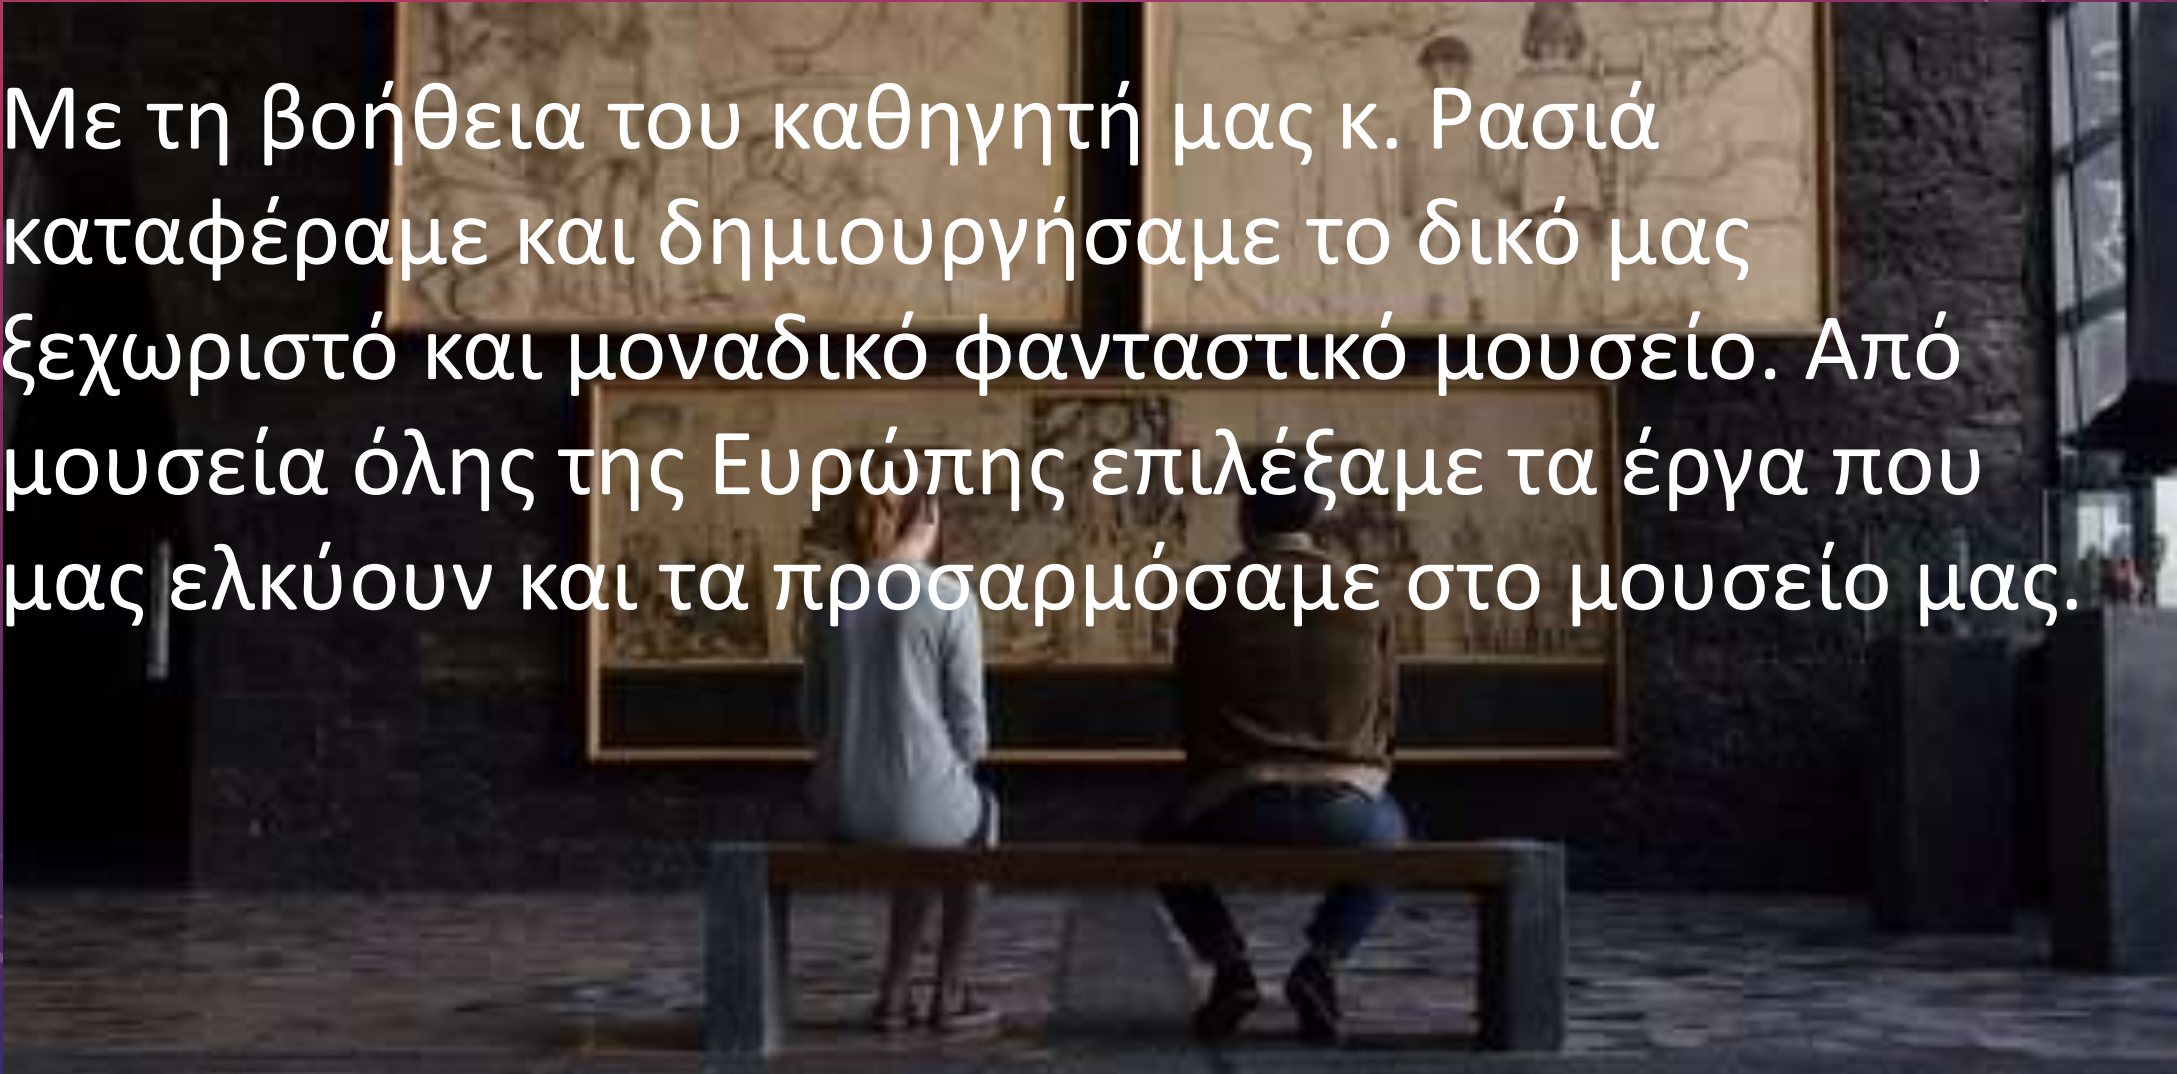 Με τη βοήθεια του καθηγητή μας κ. Ρασιά
καταφέραμε και δημιουργήσαμε το δικό μας
ξεχωριστό και μοναδικό φανταστικό μουσείο. Από
μουσεία όλης της Ευρώπης επιλέξαμε τα έργα που
μας ελκύουν και τα προσαρμόσαμε στο μουσείο μας.